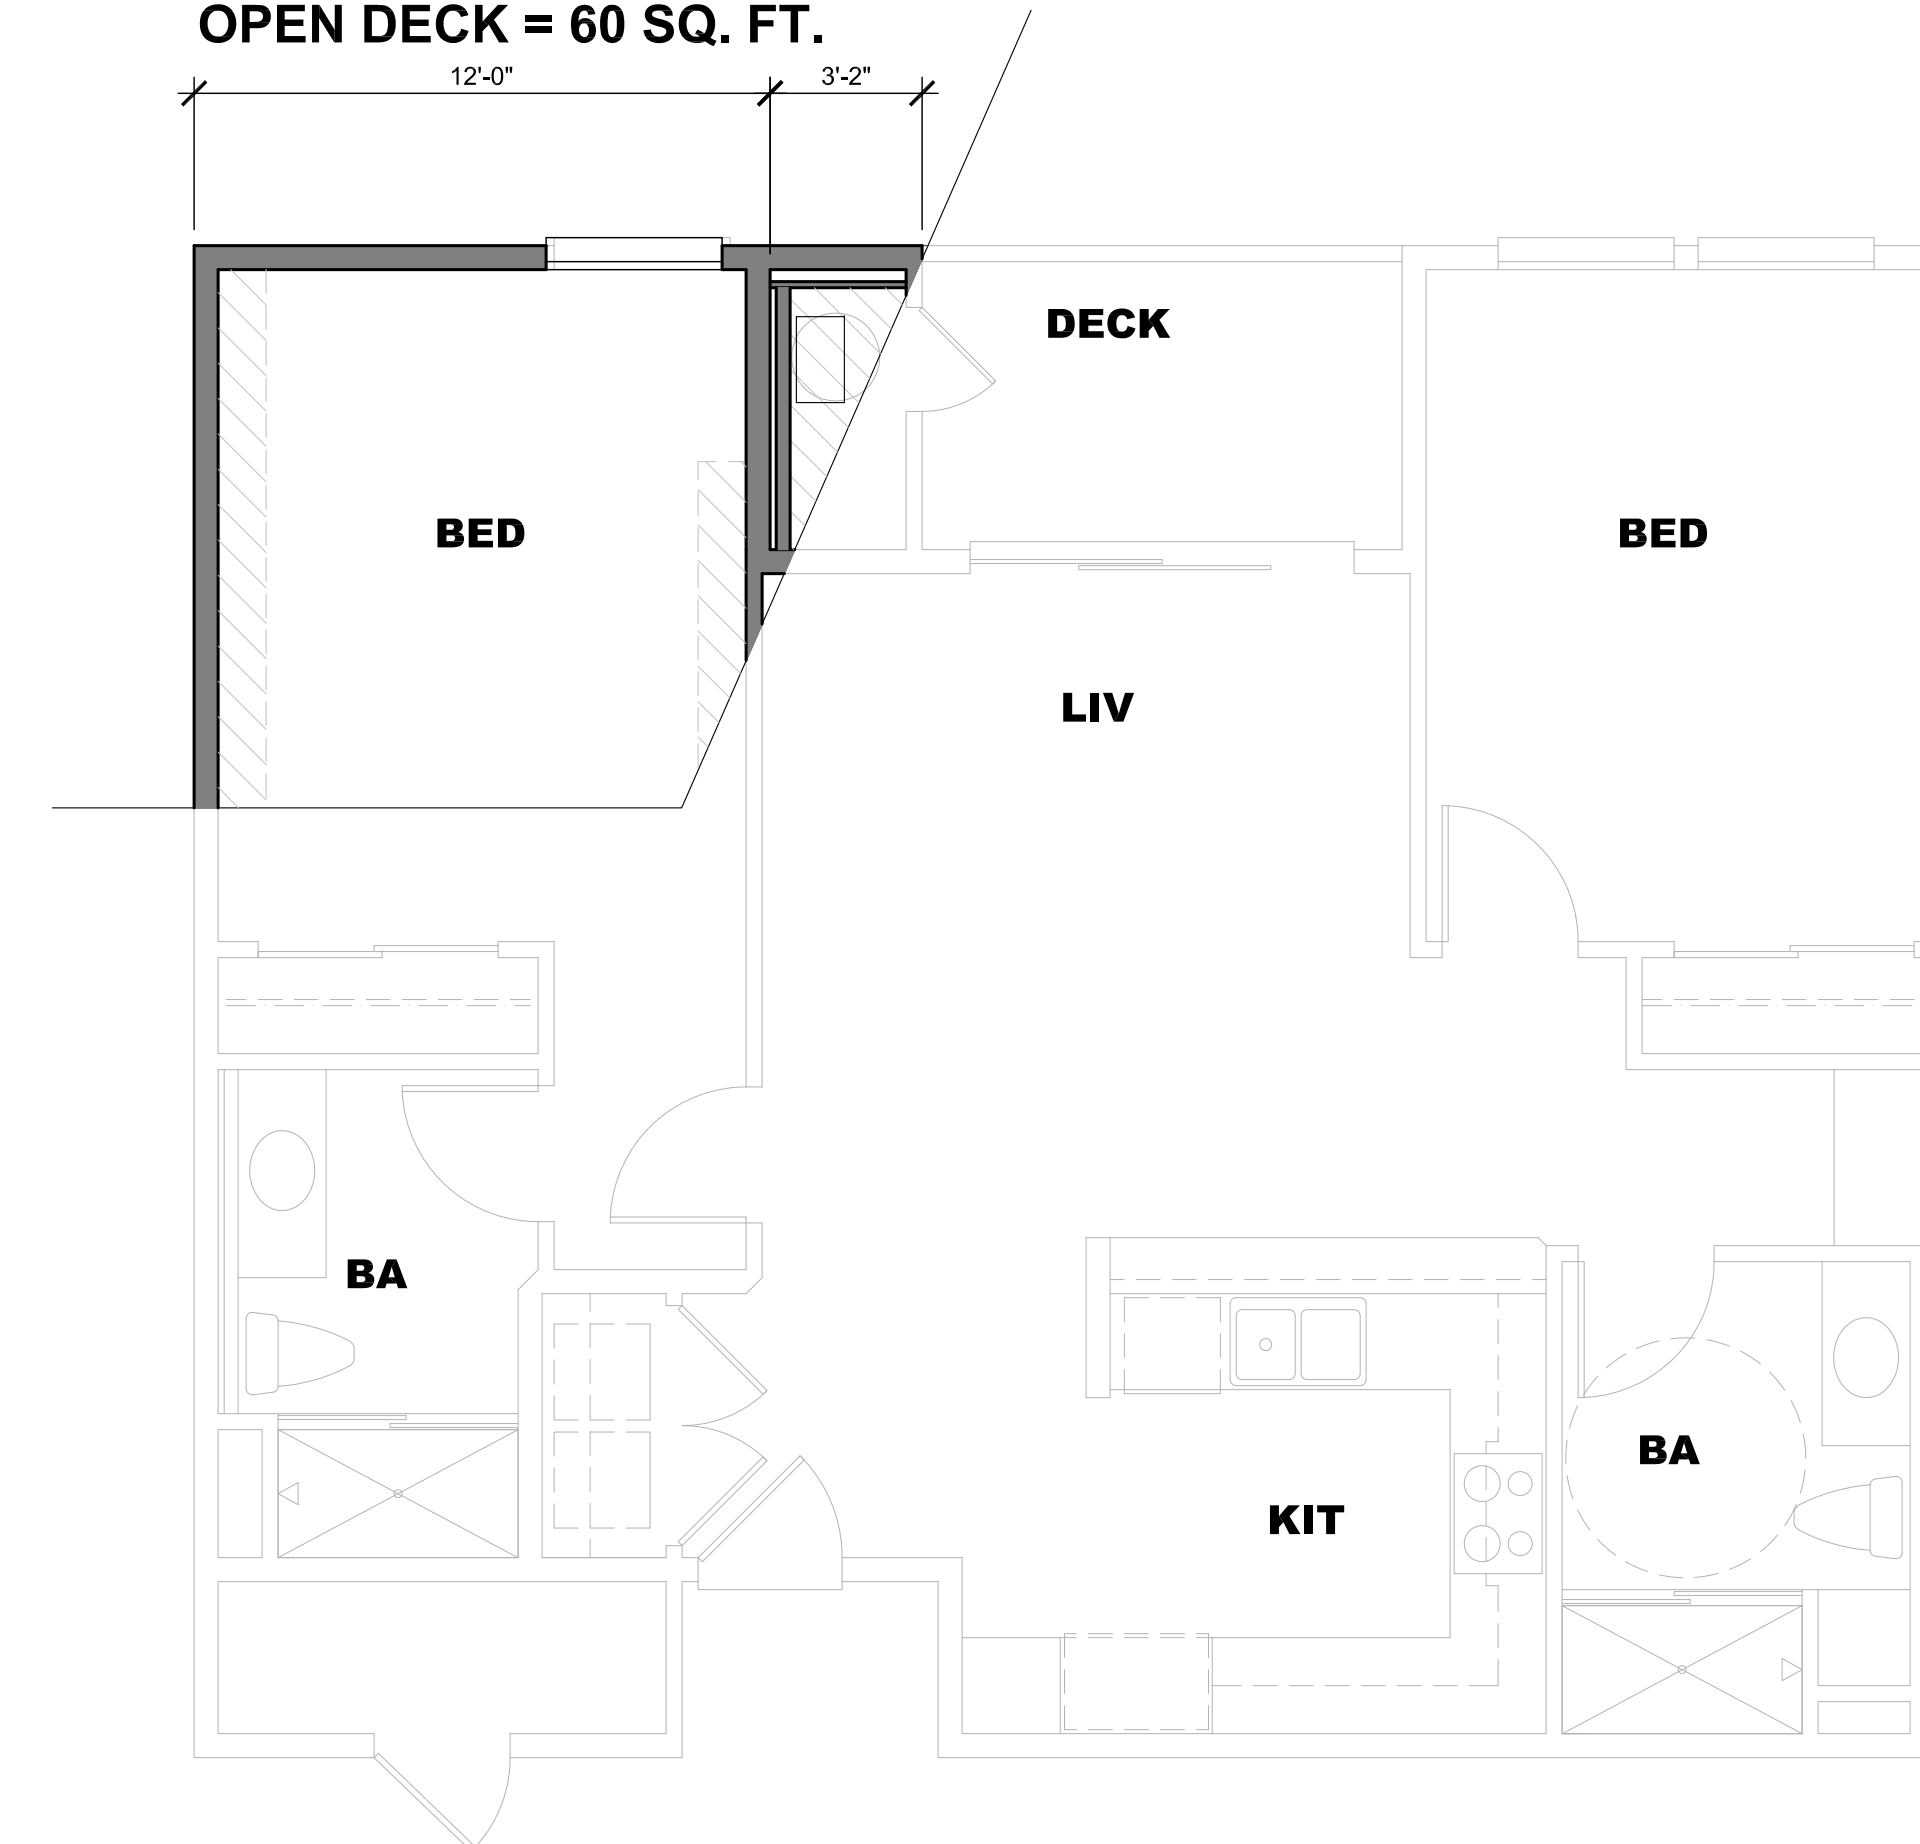 OPEN DECK = 60 SQ. FT.
12'-0" 3'-2"
DECK
BED BED
LIV
BA
BA
KIT